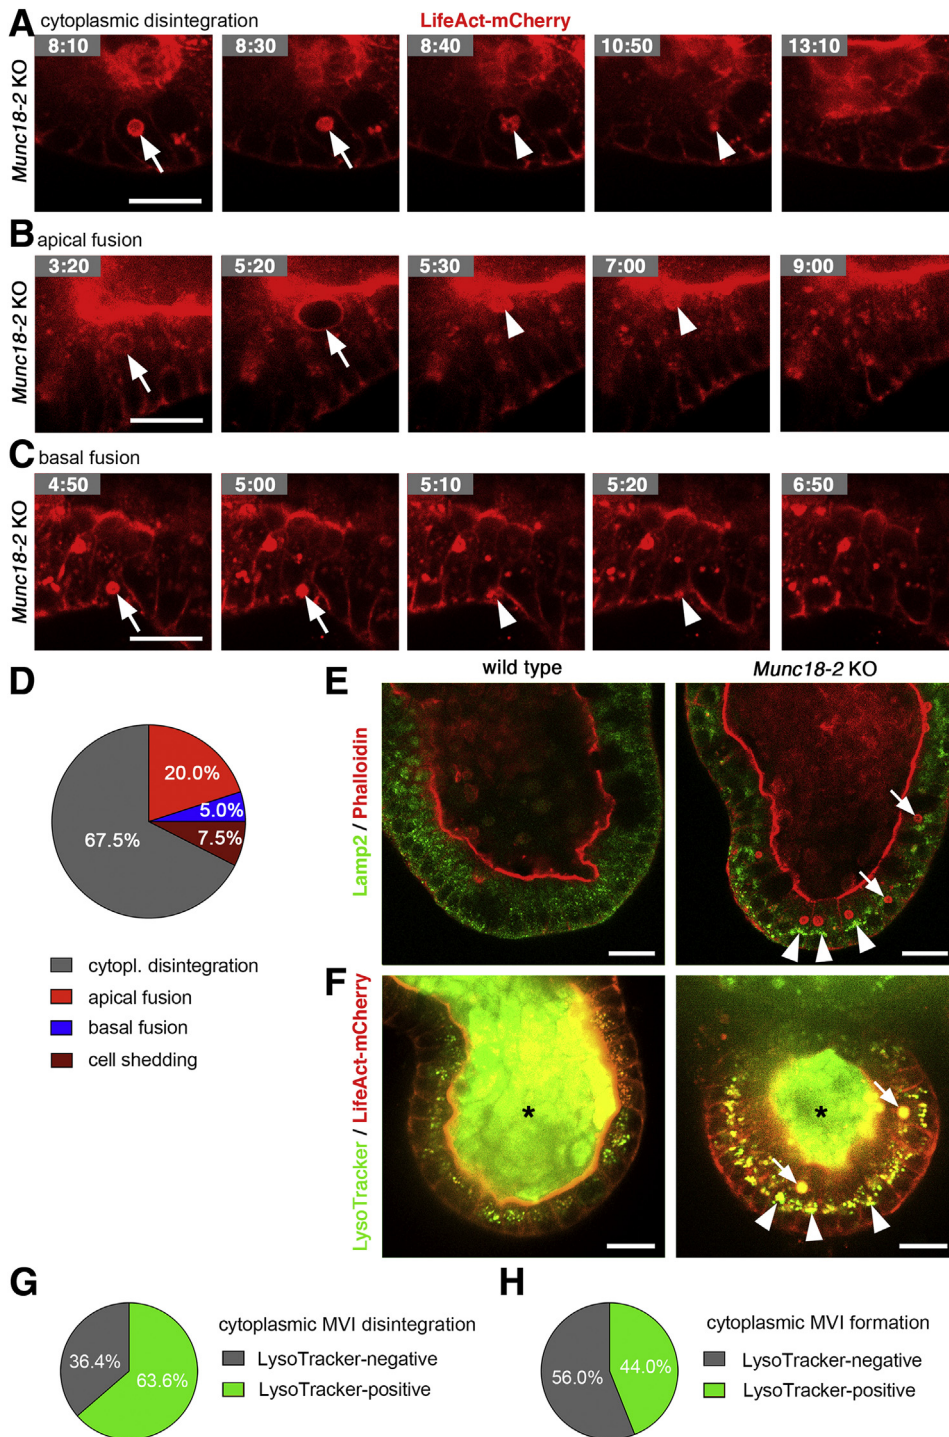 A cytoplasmic disintegration LifeAct-mCherry
Munc18-2 KO
8:10 8:30 8:40 10:50 13:10
B apical fusion
Munc18-2 KO
3:20 5:20 5:30 7:00 9:00
C basal fusion
Munc18-2 KO
4:50 5:00 5:10 5:20 6:50
D
20.0%
5.0%
7.5%
67.5%
cytopl. disintegration
apical fusion
basal fusion
cell shedding
wild type Munc18-2 KO
E
Lamp2 / Phalloidin
F
LysoTracker / LifeAct-mCherry
* *
G
36.4%
63.6%
cytoplasmic MVI disintegration
LysoTracker-negative
LysoTracker-positive
H
56.0%
44.0%
cytoplasmic MVI formation
LysoTracker-negative
LysoTracker-positive